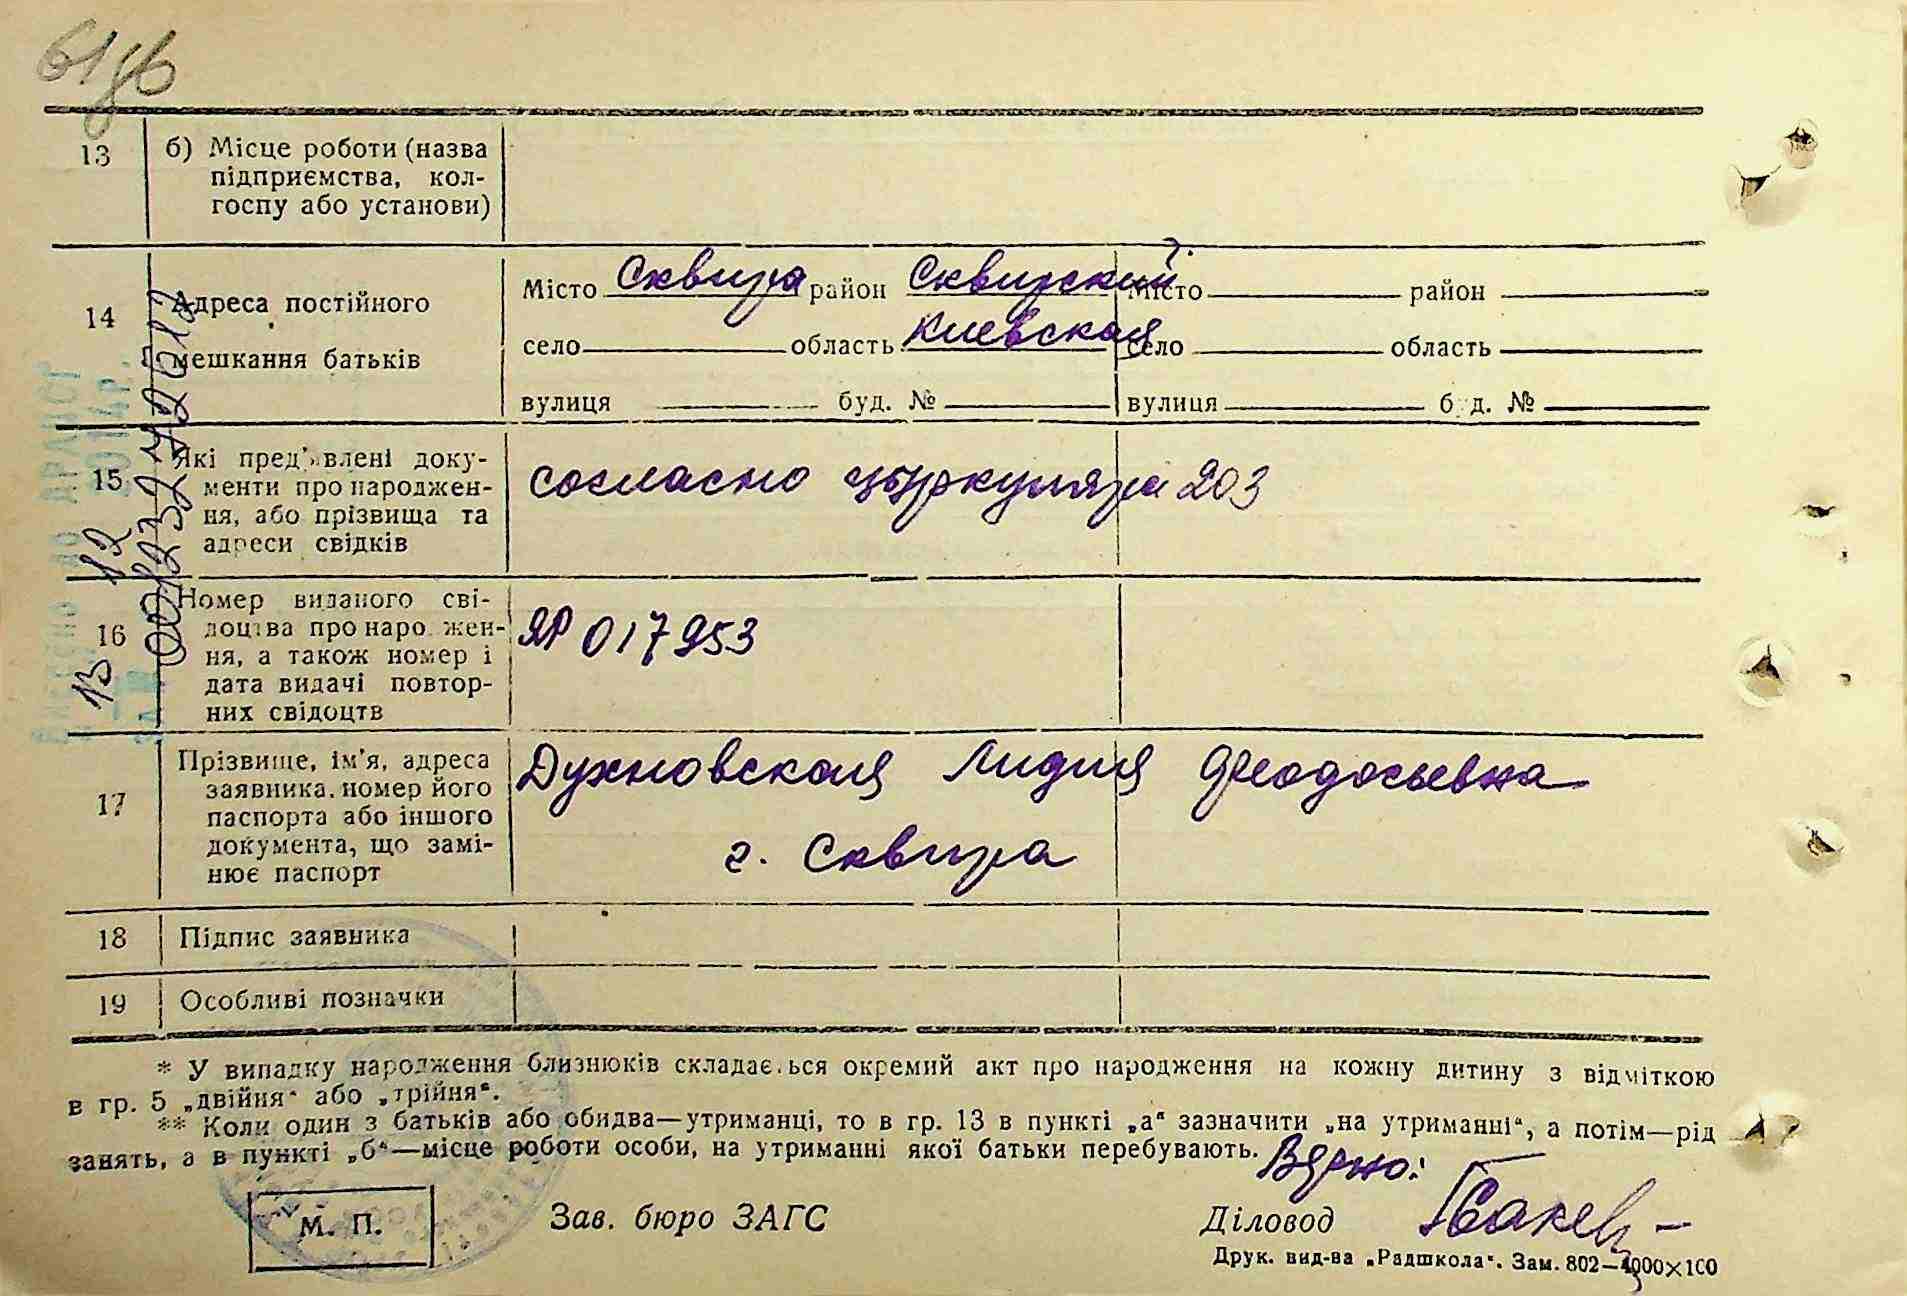 13
б) Місце роботи (назва
підприємства, кол-
госпу або установи)
14
Адреса постійного
мешкання батьків
Місто Сквира район Сквирский
Місто район
село область Киевская
село область
вулиця буд. №
вулиця буд. №
15
Які пред'явлені доку-
менти про народжен-
ня, або прізвища та
адреси свідків
согласно цыркуляра 203
16
Номер виданого сві-
доцтва про народжен-
ня, а також номер і
дата видачі повтор-
них свідоцтв
ЯР 017953
17
Прізвище, ім'я, адреса
заявника, номер його
паспорта або іншого
документа, що замі-
нює паспорт
Духновская Лидия Феодосьевна
г. Сквира
18
Підпис заявника
19
Особливі позначки
* У випадку народження близнюків складається окремий акт про народження на кожну дитину з відміткою
в гр. 5 „двійня“ або „трійня“.
** Коли один з батьків або обидва—утриманці, то в гр. 13 в пункті „а“ зазначити „на утриманні“, а потім—рід
занять, а в пункті „б“—місце роботи особи, на утриманні якої батьки перебувають.
Верно:
М. П.
Зав. бюро ЗАГС
Діловод
Друк. вид-ва „Радшкола“. Зам. 802—4000×100